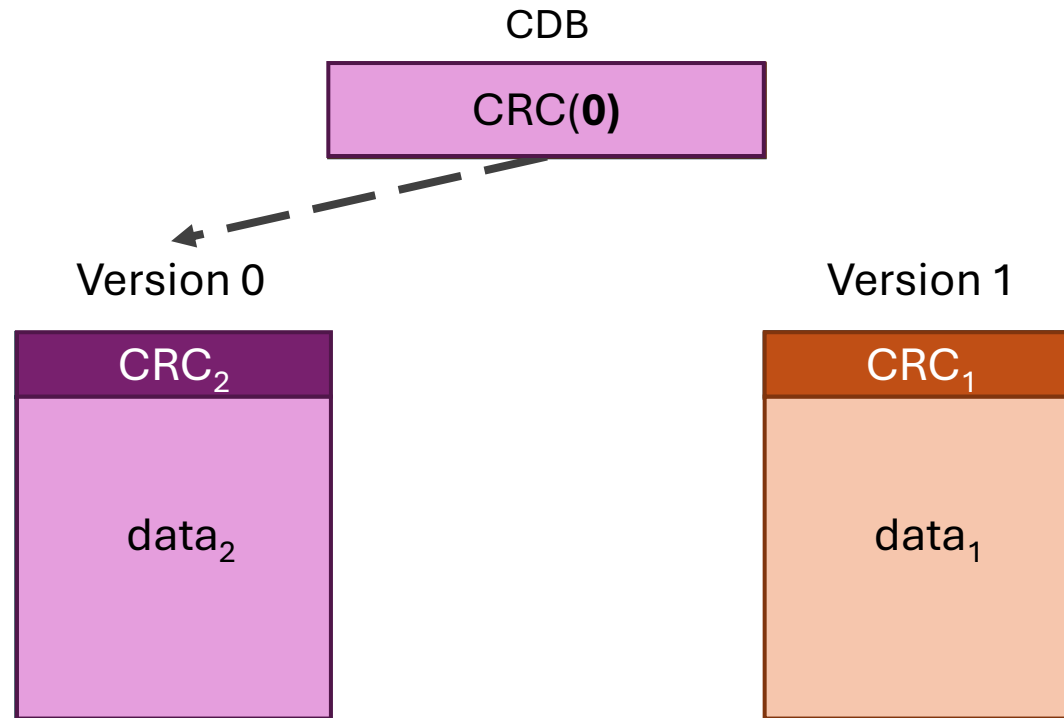 CDB
CRC(0)
Version 0
Version 1
CRC₂
CRC₁
data₂
data₁